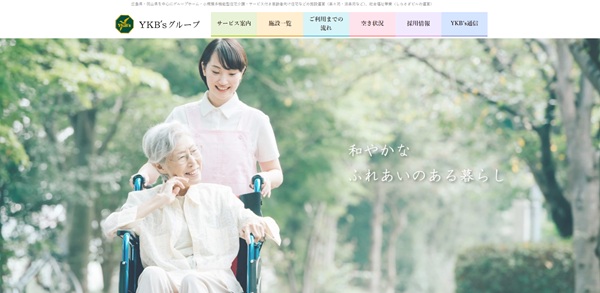 YKB'sグループ
サービス案内
施設一覧
ご利用までの
流れ
空き状況
採用情報
YKB's通信
和やかな
ふれあいのある暮らし